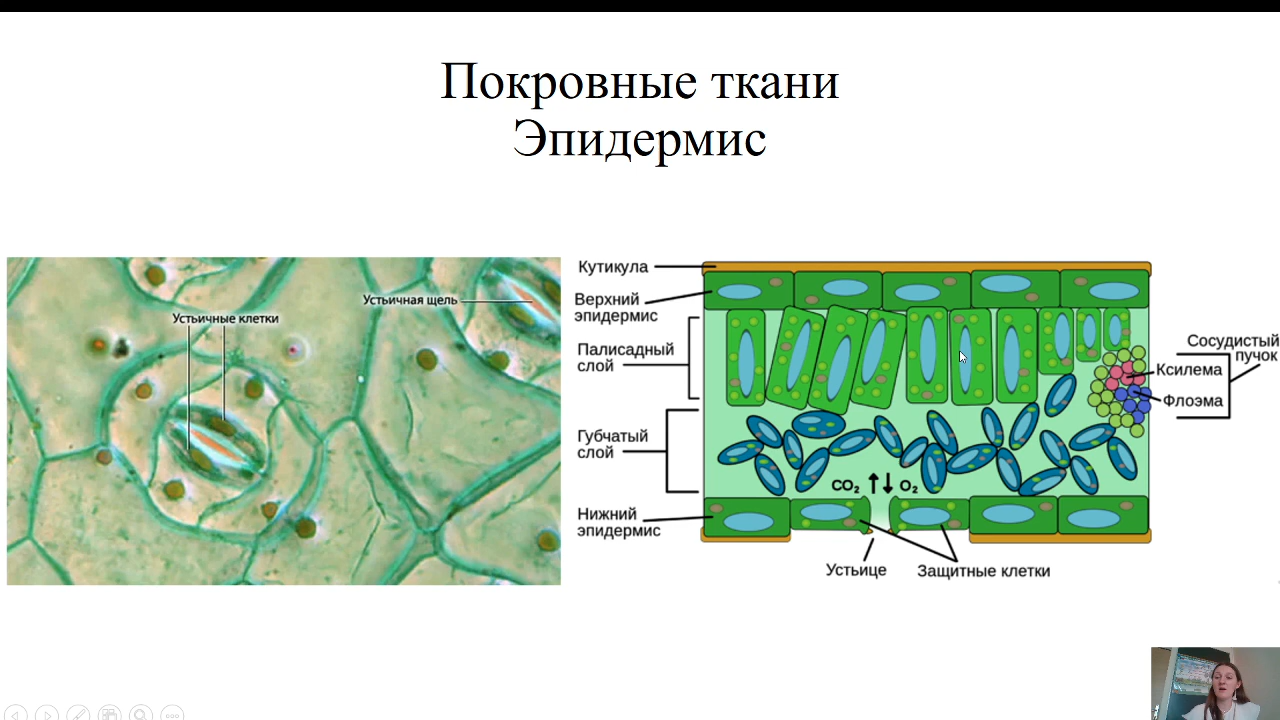 Покровные ткани
Эпидермис
Устьичная щель
Устьичные клетки
Кутикула
Верхний
эпидермис
Палисадный
слой
Губчатый
слой
Нижний
эпидермис
CO₂
O₂
Устьице
Защитные клетки
Сосудистый
пучок
Ксилема
Флоэма